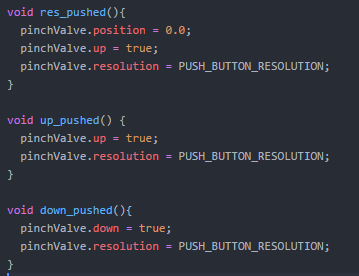 void res_pushed(){
  pinchValve.position = 0.0;
  pinchValve.up = true;
  pinchValve.resolution = PUSH_BUTTON_RESOLUTION;
}

void up_pushed() {
  pinchValve.up = true;
  pinchValve.resolution = PUSH_BUTTON_RESOLUTION;
}

void down_pushed(){
  pinchValve.down = true;
  pinchValve.resolution = PUSH_BUTTON_RESOLUTION;
}